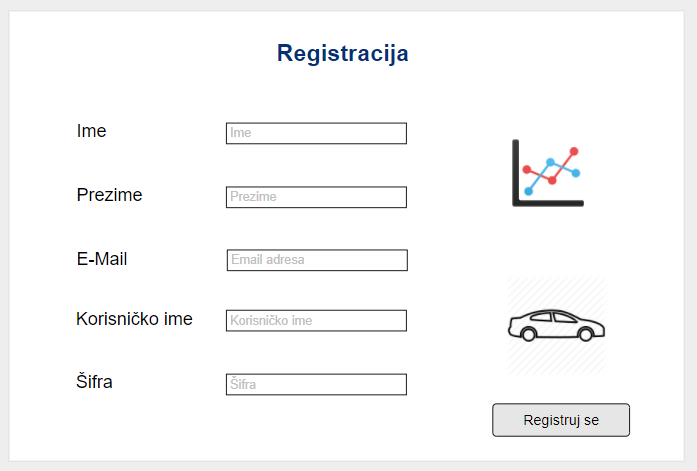 Registracija
Ime
Ime
Prezime
Prezime
E-Mail
Email adresa
Korisničko ime
Korisničko ime
Šifra
Šifra
Registruj se